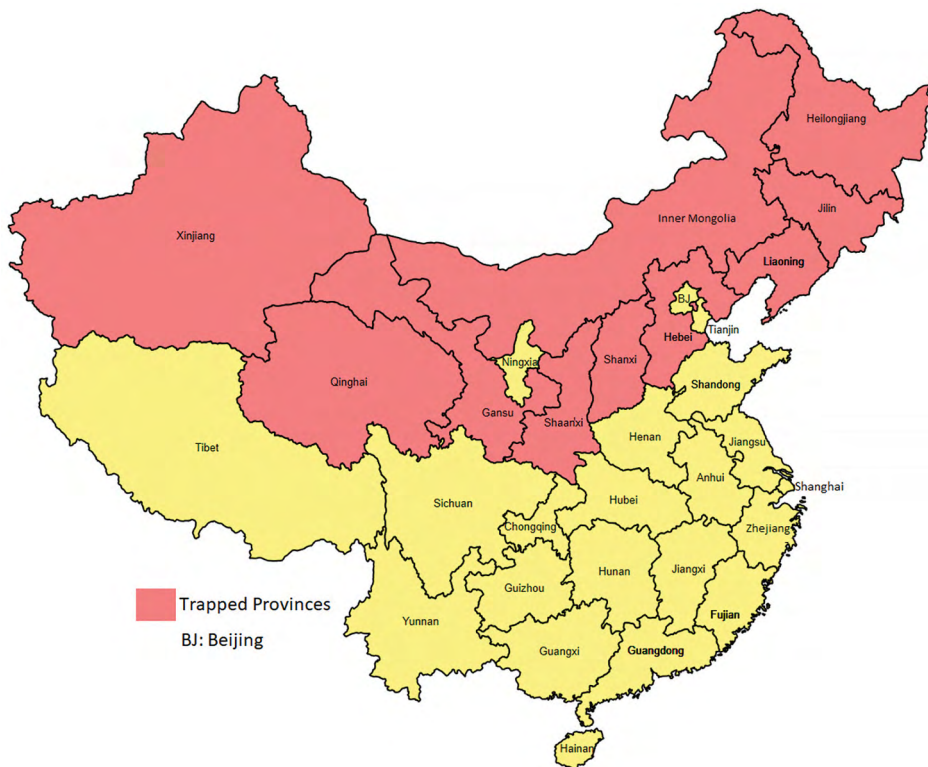 Heilongjiang
Jilin
Inner Mongolia
Xinjiang
Liaoning
BJ
Tianjin
Hebei
Shanxi
Ningxia
Qinghai
Shandong
Gansu
Shaanxi
Henan
Jiangsu
Tibet
Anhui
Shanghai
Hubei
Sichuan
Chongqing
Zhejiang
Hunan
Jiangxi
Guizhou
Trapped Provinces
Fujian
Yunnan
BJ: Beijing
Guangxi
Guangdong
Hainan